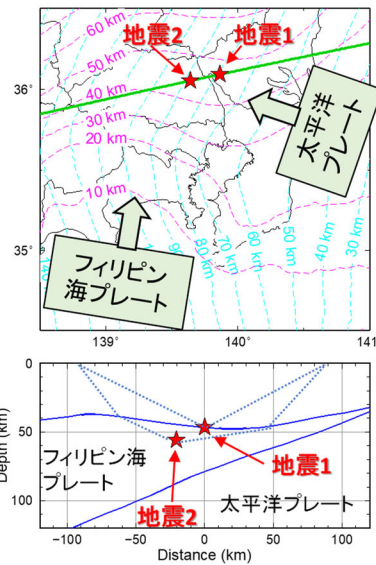 60 km
地震2
地震1
50 km
36°
40 km
30 km
20 km
太平洋
プレート
10 km
35°
フィリピン
海プレート
80 km
70 km
60 km
50 km
40 km
30 km
139°
140°
141
0
Depth (km)
50
100
フィリピン海
プレート
地震1
地震2
太平洋プレート
−100
−50
0
50
100
Distance (km)